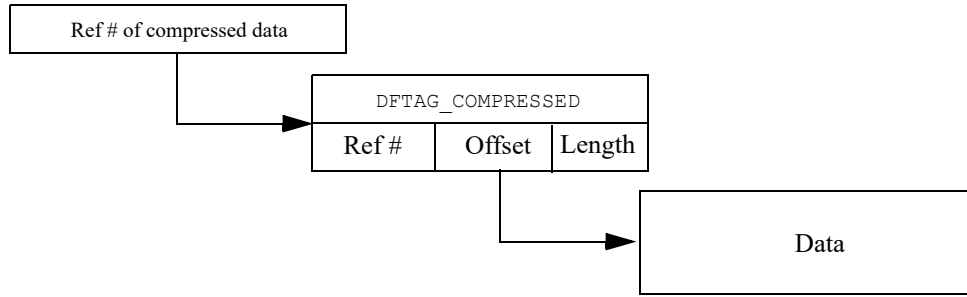 Ref # of compressed data
DFTAG_COMPRESSED
Ref # Offset Length
Data